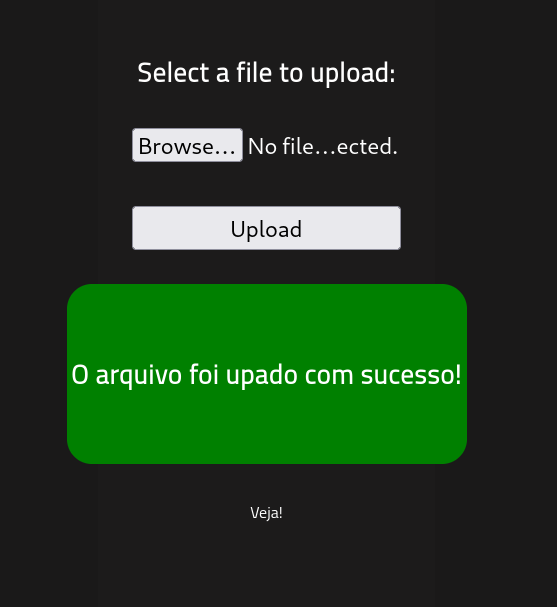 Select a file to upload:
Browse... No file...ected.
Upload
O arquivo foi upado com sucesso!
Veja!